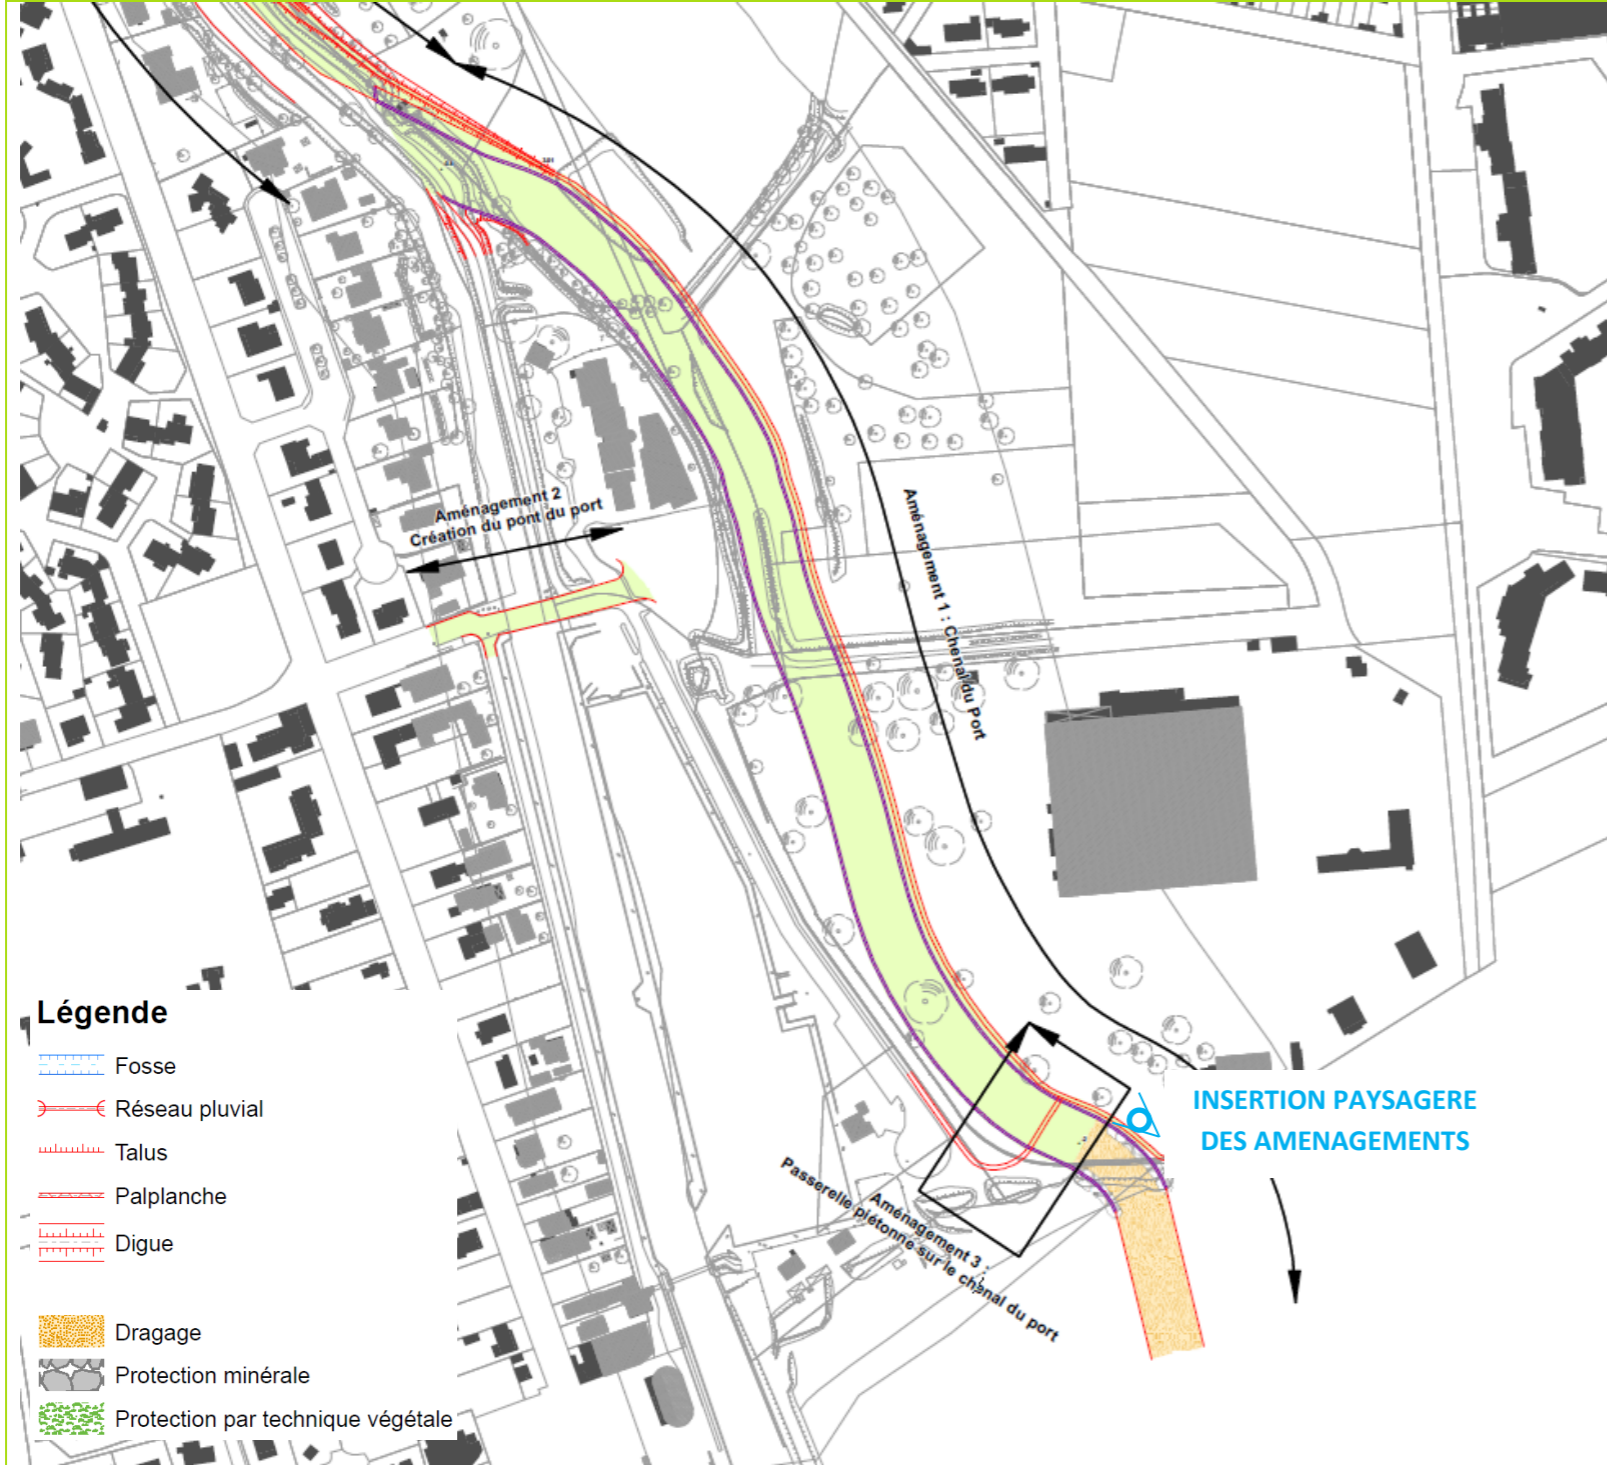 Aménagement 2
Création du pont du port
Aménagement 1 : Chenal du Port
INSERTION PAYSAGERE
DES AMENAGEMENTS
Aménagement 3 :
Passerelle piétonne sur le chenal du port
Légende
Fosse
Réseau pluvial
Talus
Palplanche
Digue
Dragage
Protection minérale
Protection par technique végétale